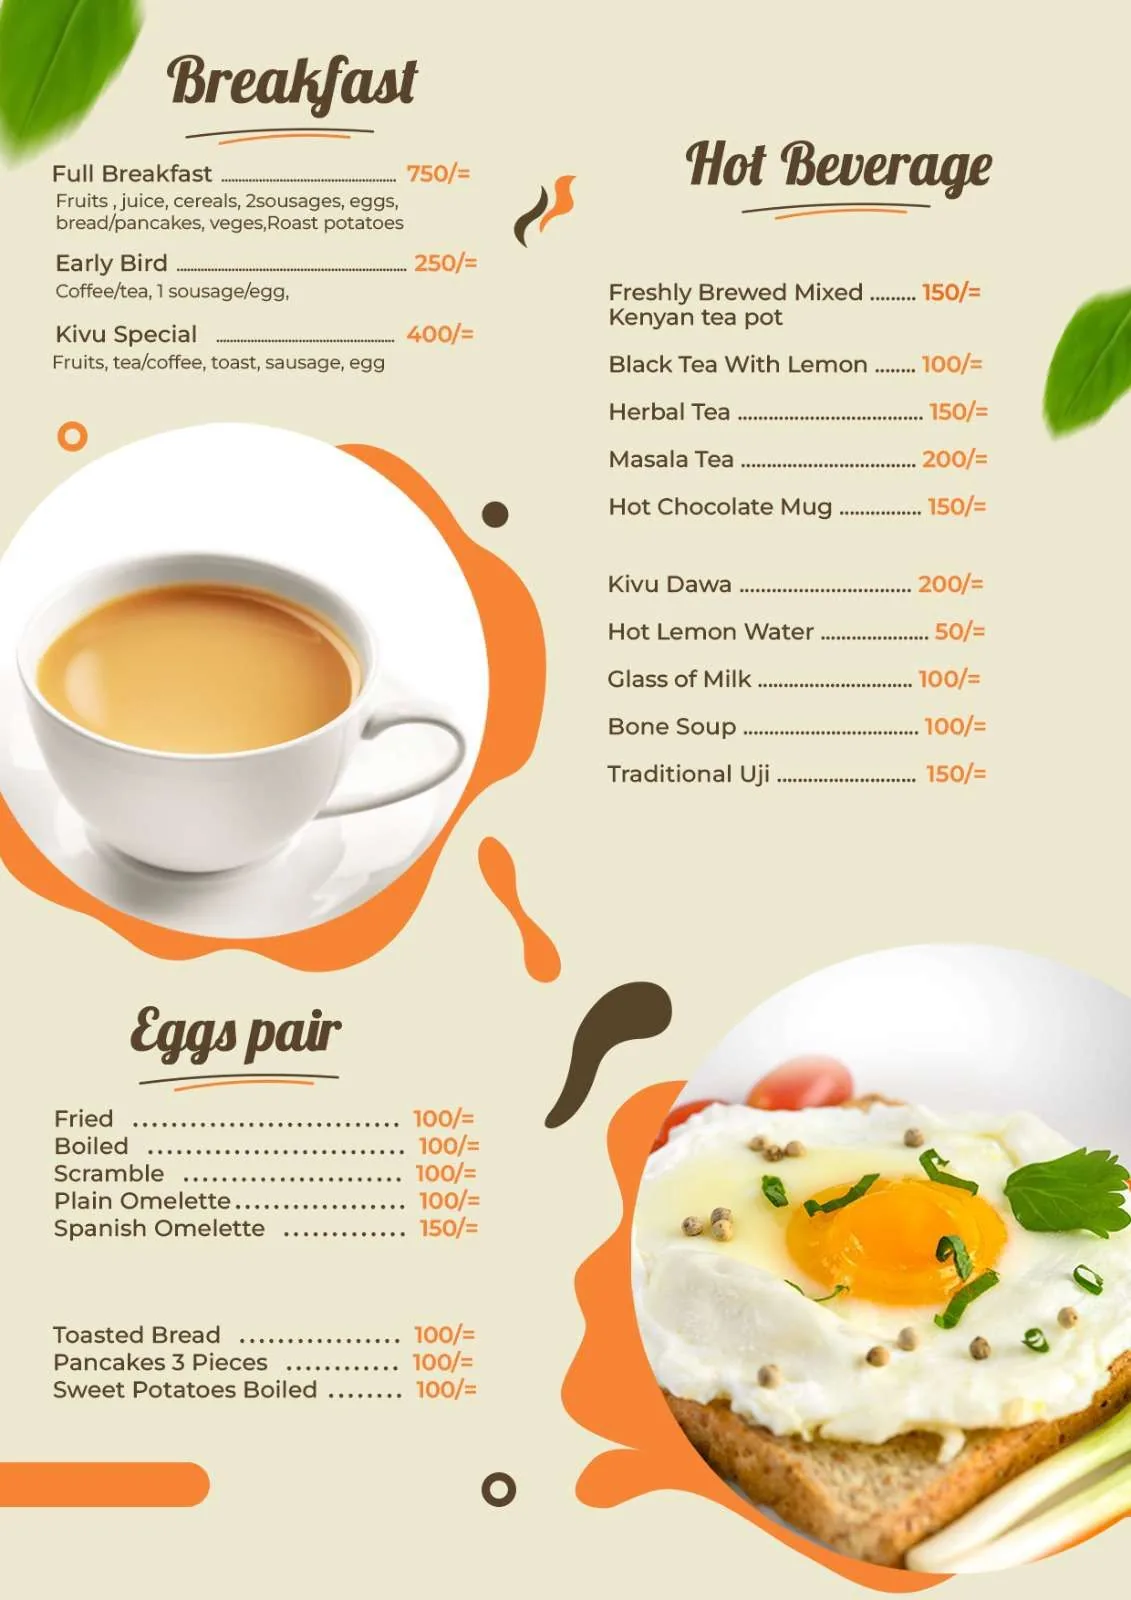 Breakfast
Full Breakfast ........................ 750/=
Fruits , juice, cereals, 2sousages, eggs,
bread/pancakes, veges,Roast potatoes
Early Bird ........................ 250/=
Coffee/tea, 1 sousage/egg,
Kivu Special ........................ 400/=
Fruits, tea/coffee, toast, sausage, egg
Hot Beverage
Freshly Brewed Mixed ......... 150/=
Kenyan tea pot
Black Tea With Lemon ........ 100/=
Herbal Tea .................................... 150/=
Masala Tea .................................. 200/=
Hot Chocolate Mug ................ 150/=
Kivu Dawa ................................. 200/=
Hot Lemon Water ..................... 50/=
Glass of Milk .............................. 100/=
Bone Soup .................................. 100/=
Traditional Uji ........................... 150/=
Eggs pair
Fried ............................ 100/=
Boiled ........................... 100/=
Scramble ....................... 100/=
Plain Omelette.................. 100/=
Spanish Omelette ............. 150/=
Toasted Bread ................. 100/=
Pancakes 3 Pieces ............ 100/=
Sweet Potatoes Boiled ........ 100/=